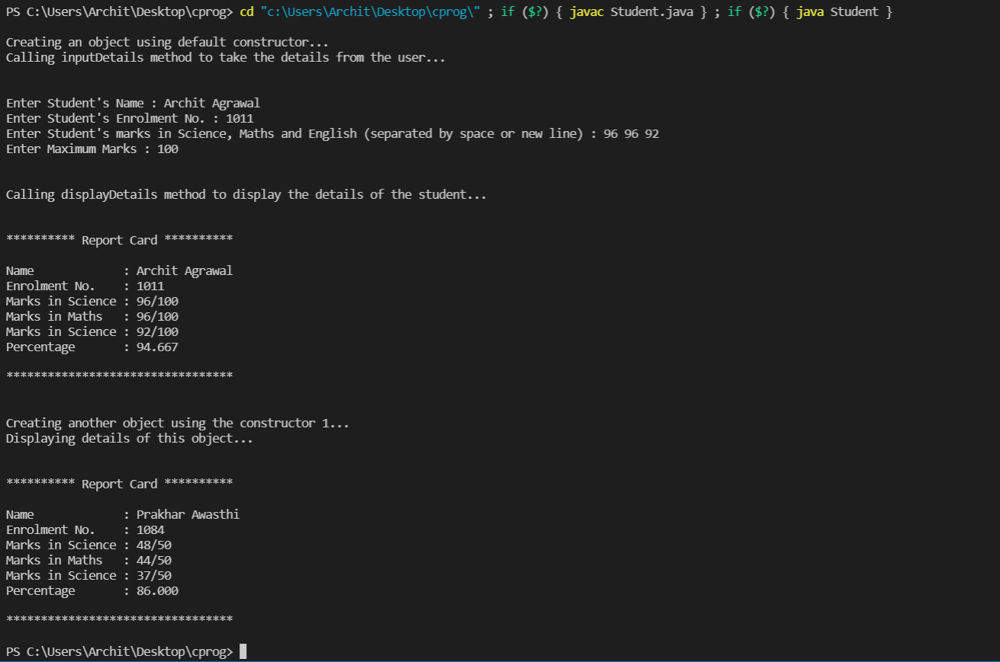 PS C:\Users\Archit\Desktop\cprog> cd "c:\Users\Archit\Desktop\cprog\" ; if ($?) { javac Student.java } ; if ($?) { java Student }
Creating an object using default constructor...
Calling inputDetails method to take the details from the user...
Enter Student's Name : Archit Agrawal
Enter Student's Enrolment No. : 1011
Enter Student's marks in Science, Maths and English (separated by space or new line) : 96 96 92
Enter Maximum Marks : 100
Calling displayDetails method to display the details of the student...
********** Report Card **********
Name             : Archit Agrawal
Enrolment No.    : 1011
Marks in Science : 96/100
Marks in Maths   : 96/100
Marks in Science : 92/100
Percentage       : 94.667
*********************************
Creating another object using the constructor 1...
Displaying details of this object...
********** Report Card **********
Name             : Prakhar Awasthi
Enrolment No.    : 1084
Marks in Science : 48/50
Marks in Maths   : 44/50
Marks in Science : 37/50
Percentage       : 86.000
*********************************
PS C:\Users\Archit\Desktop\cprog>